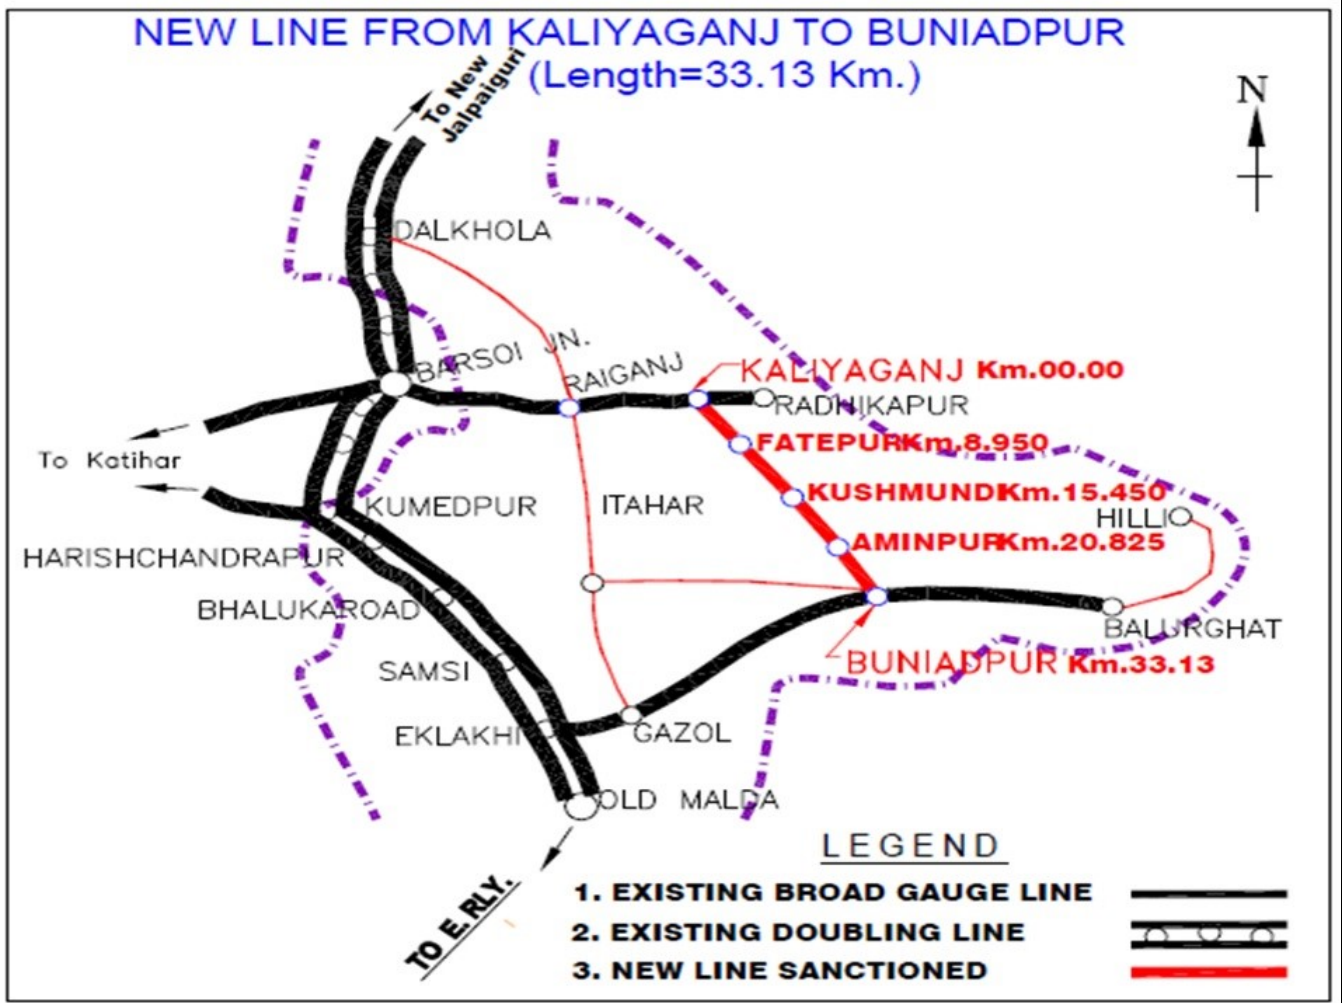 NEW LINE FROM KALIYAGANJ TO BUNIADPUR
(Length=33.13 Km.)
To New
Jalpaiguri
N
DALKHOLA
BARSOI JN.
RAIGANJ
KALIYAGANJ Km.00.00
RADHIKAPUR
FATEPUR Km.8.950
To Katihar
KUSHMUNDI Km.15.450
KUMEDPUR
ITAHAR
HILLI
HARISHCHANDRAPUR
AMINPUR Km.20.825
BHALUKAROAD
BALURGHAT
SAMSI
BUNIADPUR Km.33.13
EKLAKHI
GAZOL
OLD MALDA
TO E. RLY.
LEGEND
1. EXISTING BROAD GAUGE LINE
2. EXISTING DOUBLING LINE
3. NEW LINE SANCTIONED